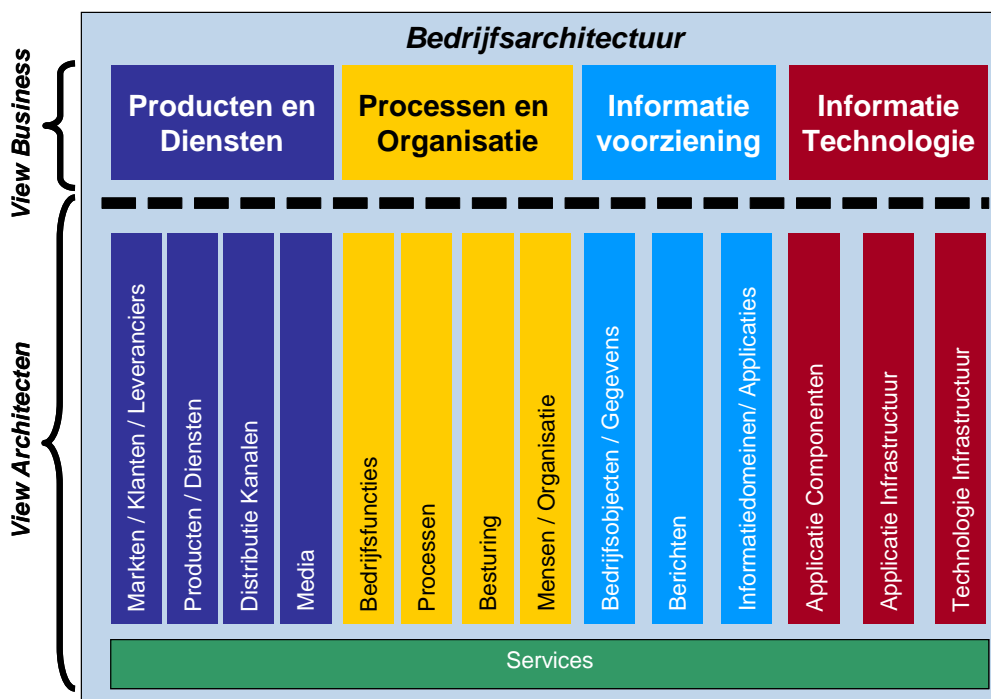 Bedrijfsarchitectuur
View Business
Producten en
Diensten
Processen en
Organisatie
Informatie
voorziening
Informatie
Technologie
View Architecten
Markten / Klanten / Leveranciers
Producten / Diensten
Distributie Kanalen
Media
Bedrijfsfuncties
Processen
Besturing
Mensen / Organisatie
Bedrijfsobjecten / Gegevens
Berichten
Informatiedomeinen/ Applicaties
Applicatie Componenten
Applicatie Infrastructuur
Technologie Infrastructuur
Services